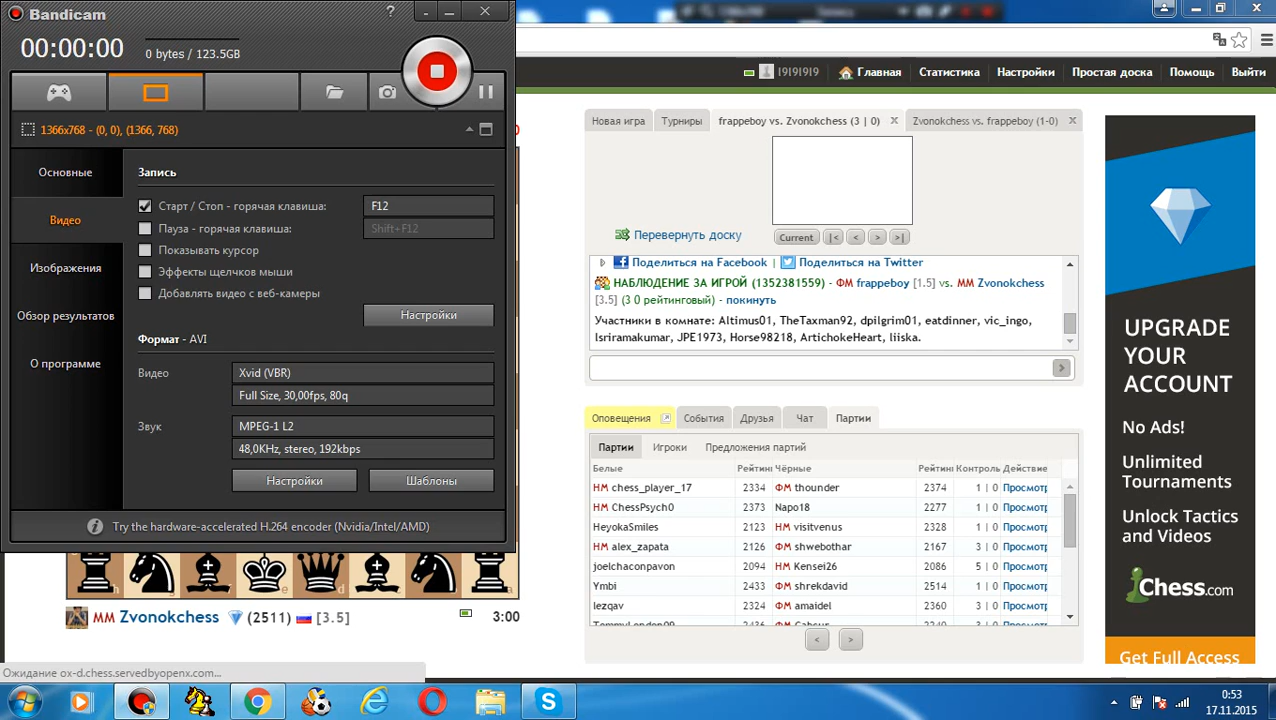 Bandicam
?
00:00:00
0 bytes / 123.5GB
1366x768 - (0, 0), (1366, 768)
Основные
Видео
Изображения
Обзор результатов
О программе
Запись
Старт / Стоп - горячая клавиша:
F12
Пауза - горячая клавиша:
Shift+F12
Показывать курсор
Эффекты щелчков мыши
Добавлять видео с веб-камеры
Настройки
Формат - AVI
Видео
Xvid (VBR)
Full Size, 30,00fps, 80q
Звук
MPEG-1 L2
48,0KHz, stereo, 192kbps
Настройки
Шаблоны
Try the hardware-accelerated H.264 encoder (Nvidia/Intel/AMD)
ММ Zvonokchess (2511) [3.5]
3:00
Ожидание ox-d.chess.servedbyopenx.com...
19191919 Главная Статистика Настройки Простая доска Помощь Выйти
Новая игра Турниры frappeboy vs. Zvonokchess (3 | 0) Zvonokchess vs. frappeboy (1-0)
Перевернуть доску
Current |< < > >|
Поделиться на Facebook | Поделиться на Twitter
НАБЛЮДЕНИЕ ЗА ИГРОЙ (1352381559) - ФМ frappeboy [1.5] vs. ММ Zvonokchess
[3.5] (3 0 рейтинговый) - покинуть
Участники в комнате: Altimus01, TheTaxman92, dpilgrim01, eatdinner, vic_ingo,
Isriramakumar, JPE1973, Horse98218, ArtichokeHeart, liiska.
Оповещения События Друзья Чат Партии
Партии Игроки Предложения партий
Белые Рейтин Чёрные Рейтин Контроль Действие
НМ chess_player_17 2334 ФМ thounder 2374 1 | 0 Просмотр
НМ ChessPsych0 2373 Napo18 2277 1 | 0 Просмотр
HeyokaSmiles 2123 НМ visitvenus 2328 1 | 0 Просмотр
НМ alex_zapata 2126 ФМ shwebothar 2167 3 | 0 Просмотр
joelchaconpavon 2094 НМ Kensei26 2086 5 | 0 Просмотр
Ymbi 2433 ФМ shrekdavid 2514 1 | 0 Просмотр
lezqav 2324 ФМ amaidel 2360 3 | 0 Просмотр
< >
UPGRADE
YOUR
ACCOUNT
No Ads!
Unlimited
Tournaments
Unlock Tactics
and Videos
Chess.com
Get Full Access
0:53
17.11.2015